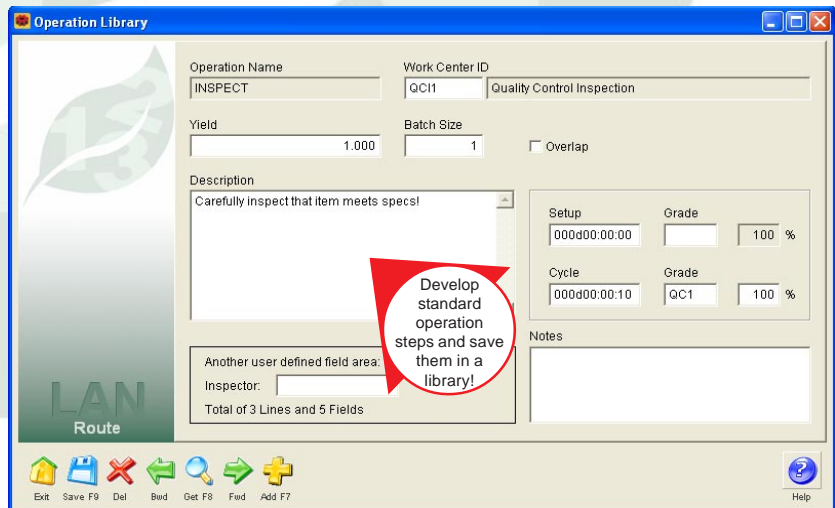 Operation Library
Operation Name Work Center ID
INSPECT QCI1 Quality Control Inspection
Yield Batch Size
1.000 1 Overlap
Description
Carefully inspect that item meets specs!
Setup Grade
000d00:00:00 100 %
Cycle Grade
000d00:00:10 QC1 100 %
Develop
standard
operation
steps and save
them in a
library!
Notes
Another user defined field area:
Inspector:
Total of 3 Lines and 5 Fields
LAN
Route
Exit Save F9 Del Bwd Get F8 Fwd Add F7 Help